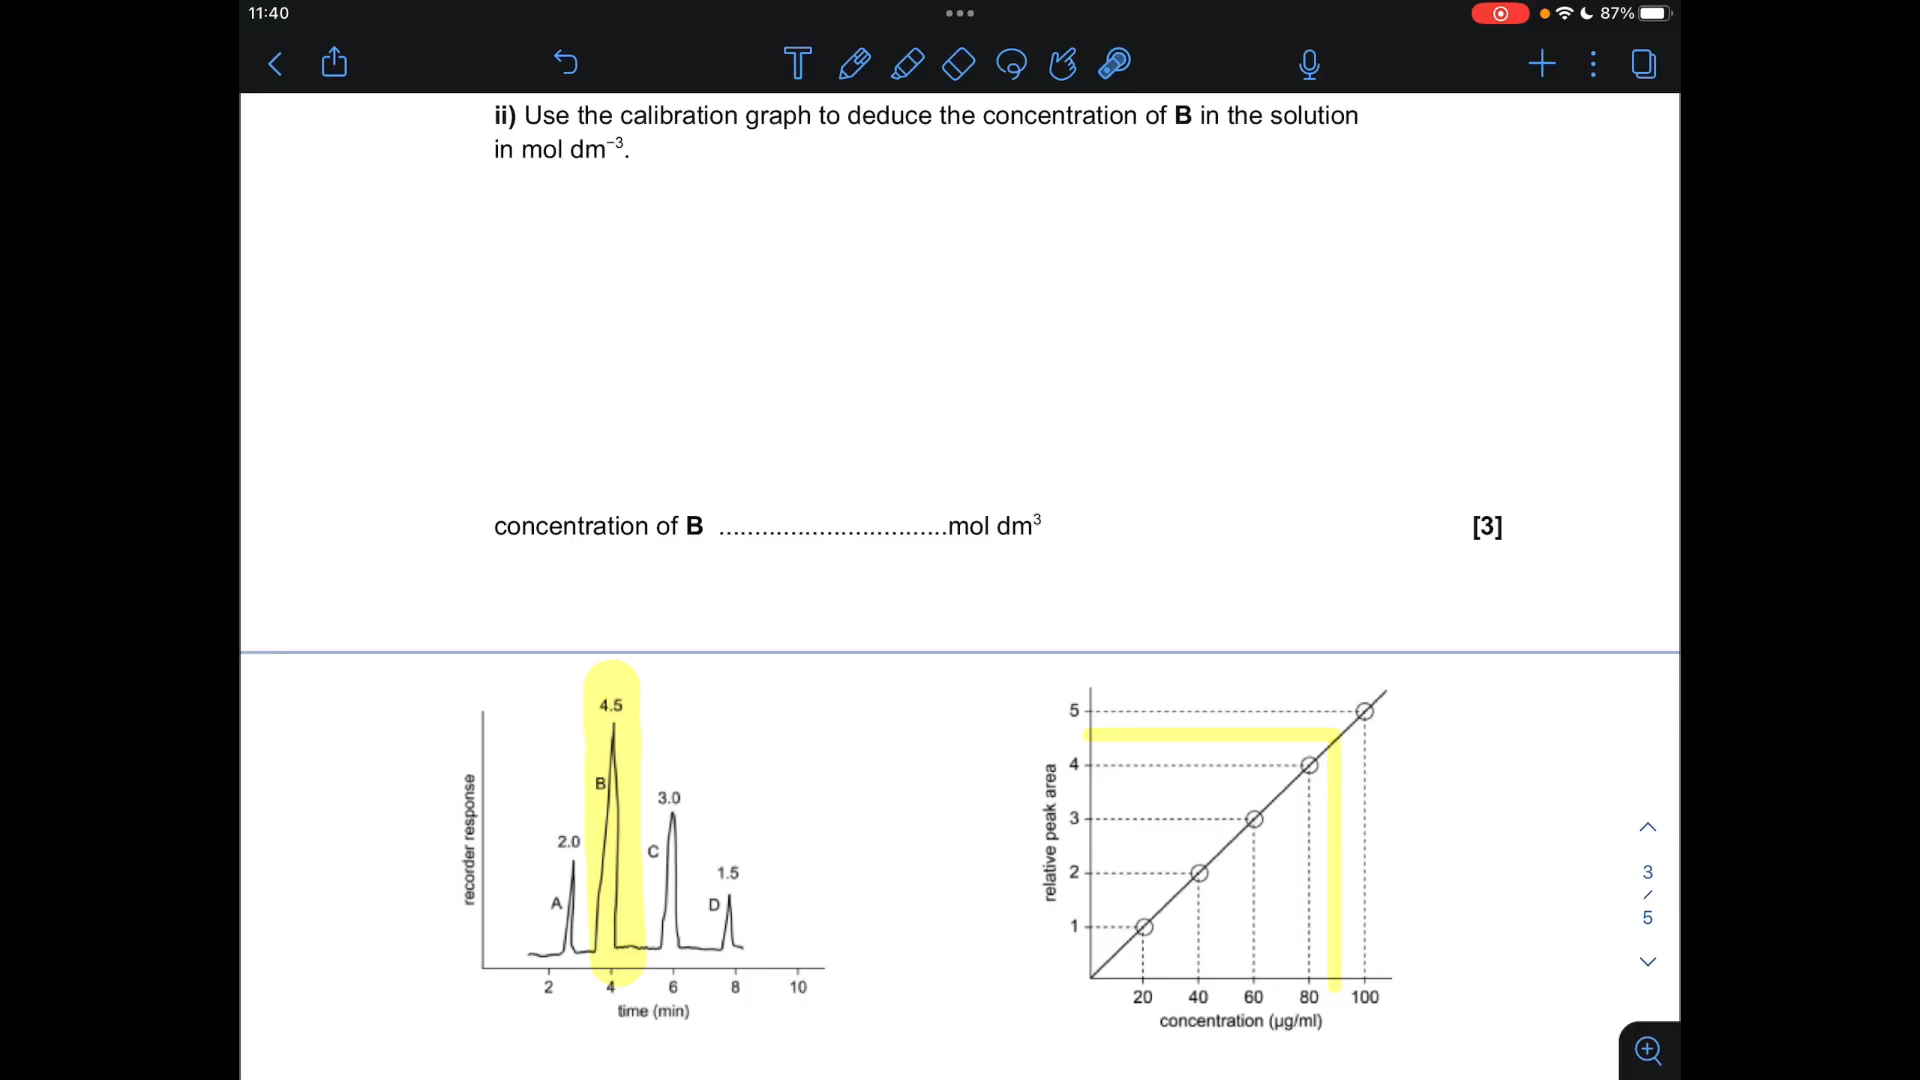 11:40
87%
ii) Use the calibration graph to deduce the concentration of B in the solution
in mol dm⁻³.
concentration of B ................................mol dm³
[3]
4.5
B
3.0
2.0
C
1.5
A
D
recorder response
2 4 6 8 10
time (min)
5
4
3
2
1
relative peak area
20 40 60 80 100
concentration (µg/ml)
3
/
5